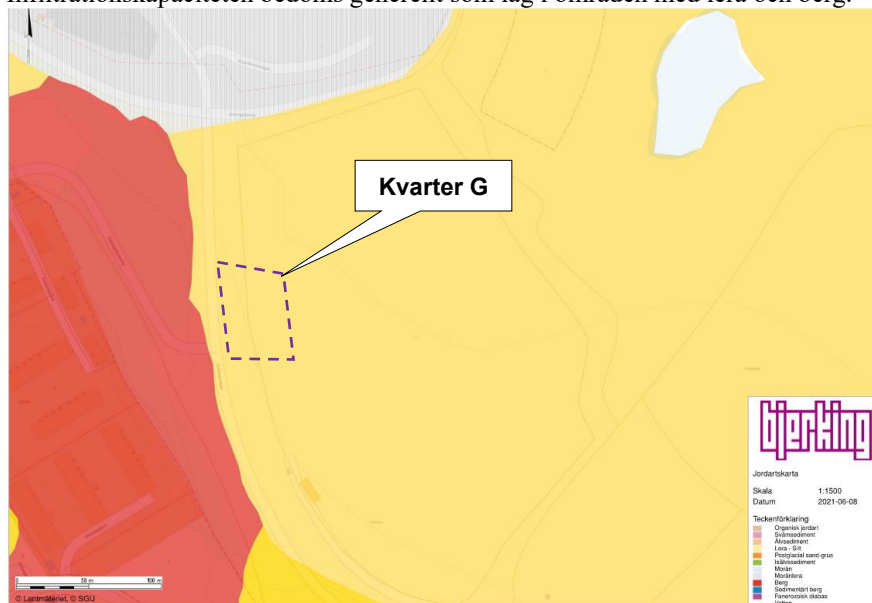 Infiltrationskapaciteten bedöms generellt som låg i områden med lera och berg.
Kvarter G
bjerking
Jordartskarta
Skala 1:1500
Datum 2021-06-08
Teckenförklaring
Organisk jordart
Svämsediment
Älvsediment
Lera - Silt
Postglacial sand-grus
Isälvssediment
Morän
Moränlera
Berg
Sedimentärt berg
Fanerozoisk diabas
Vatten
0 50 m 100 m
© Lantmäteriet, © SGU